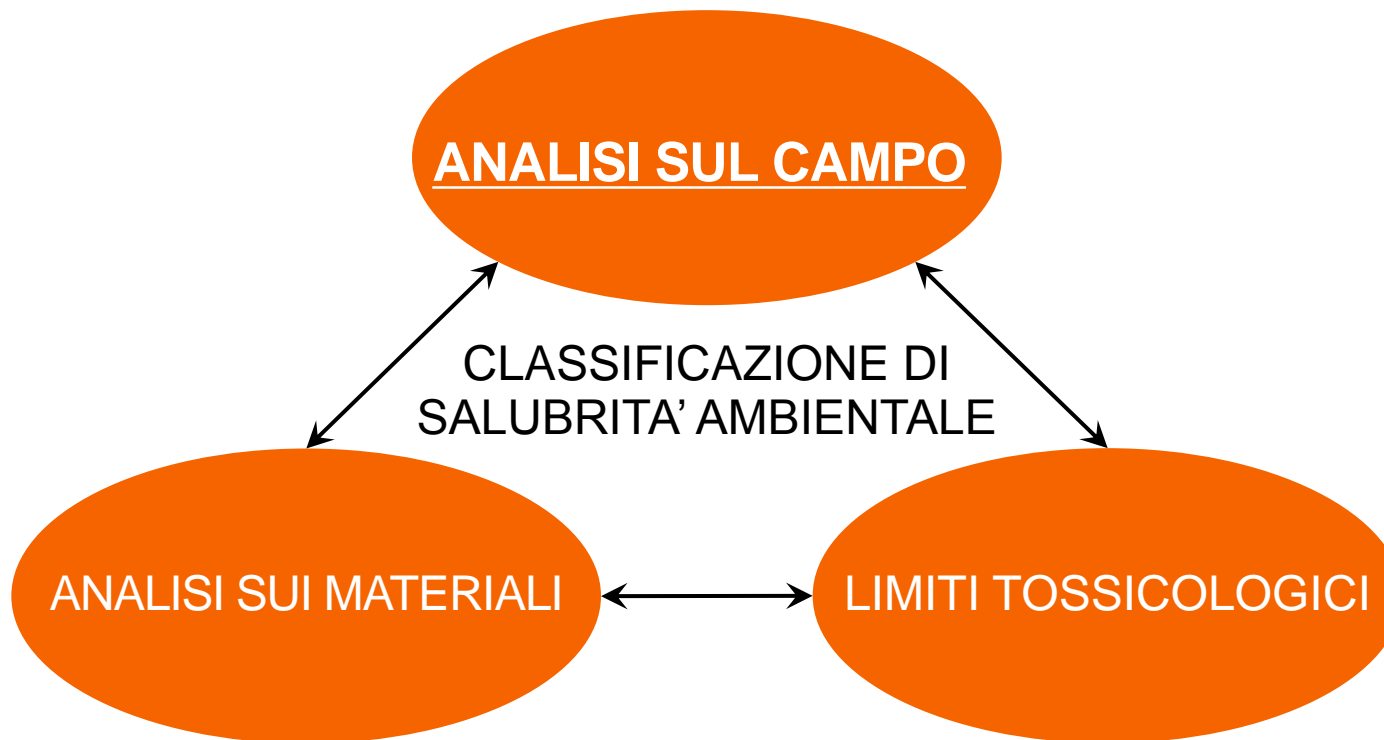 ANALISI SUL CAMPO
CLASSIFICAZIONE DI
SALUBRITA’ AMBIENTALE
ANALISI SUI MATERIALI
LIMITI TOSSICOLOGICI